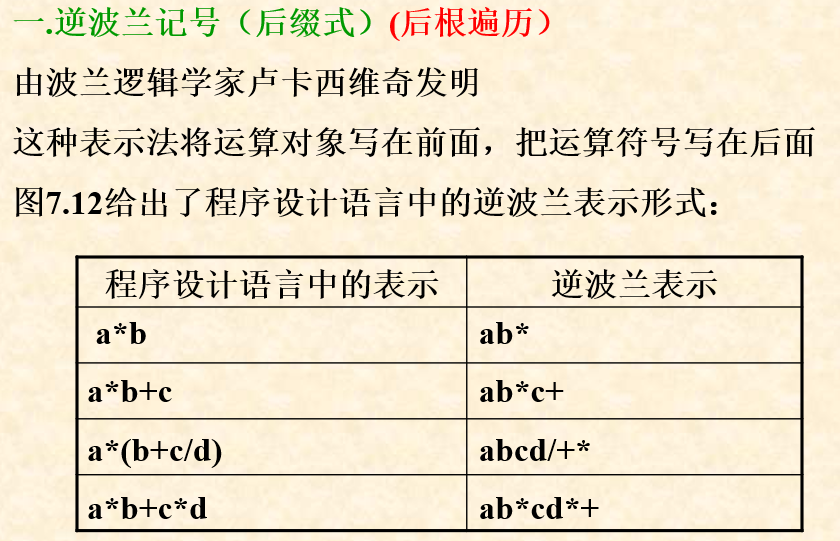 一.逆波兰记号（后缀式）(后根遍历）
由波兰逻辑学家卢卡西维奇发明
这种表示法将运算对象写在前面，把运算符号写在后面
图7.12给出了程序设计语言中的逆波兰表示形式：
程序设计语言中的表示 逆波兰表示
a*b ab*
a*b+c ab*c+
a*(b+c/d) abcd/+*
a*b+c*d ab*cd*+